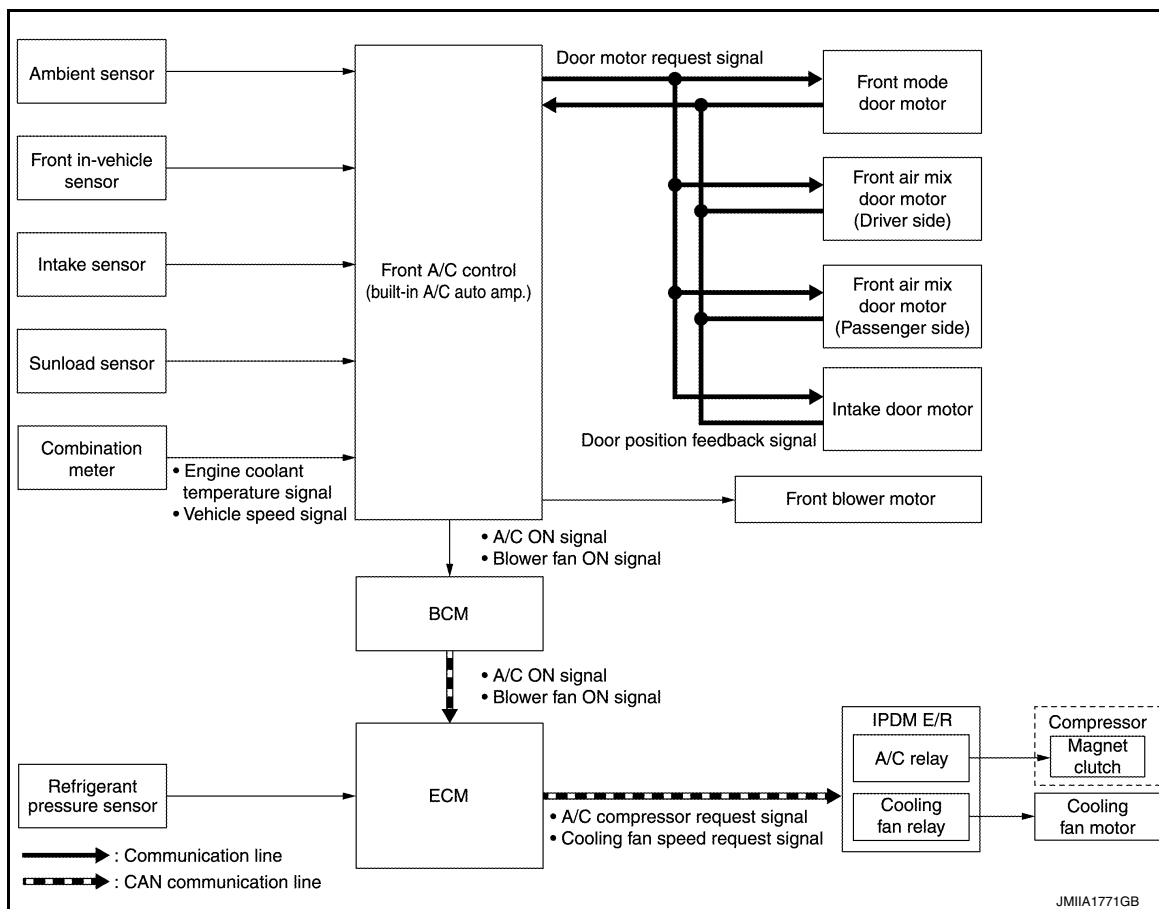 Ambient sensor
Front in-vehicle
sensor
Intake sensor
Sunload sensor
Combination
meter
• Engine coolant
temperature signal
• Vehicle speed signal
Front A/C control
(built-in A/C auto amp.)
Door motor request signal
Front mode
door motor
Front air mix
door motor
(Driver side)
Front air mix
door motor
(Passenger side)
Intake door motor
Door position feedback signal
Front blower motor
• A/C ON signal
• Blower fan ON signal
BCM
• A/C ON signal
• Blower fan ON signal
Refrigerant
pressure sensor
ECM
• A/C compressor request signal
• Cooling fan speed request signal
IPDM E/R
A/C relay
Cooling
fan relay
Compressor
Magnet
clutch
Cooling
fan motor
: Communication line
: CAN communication line
JMIIA1771GB